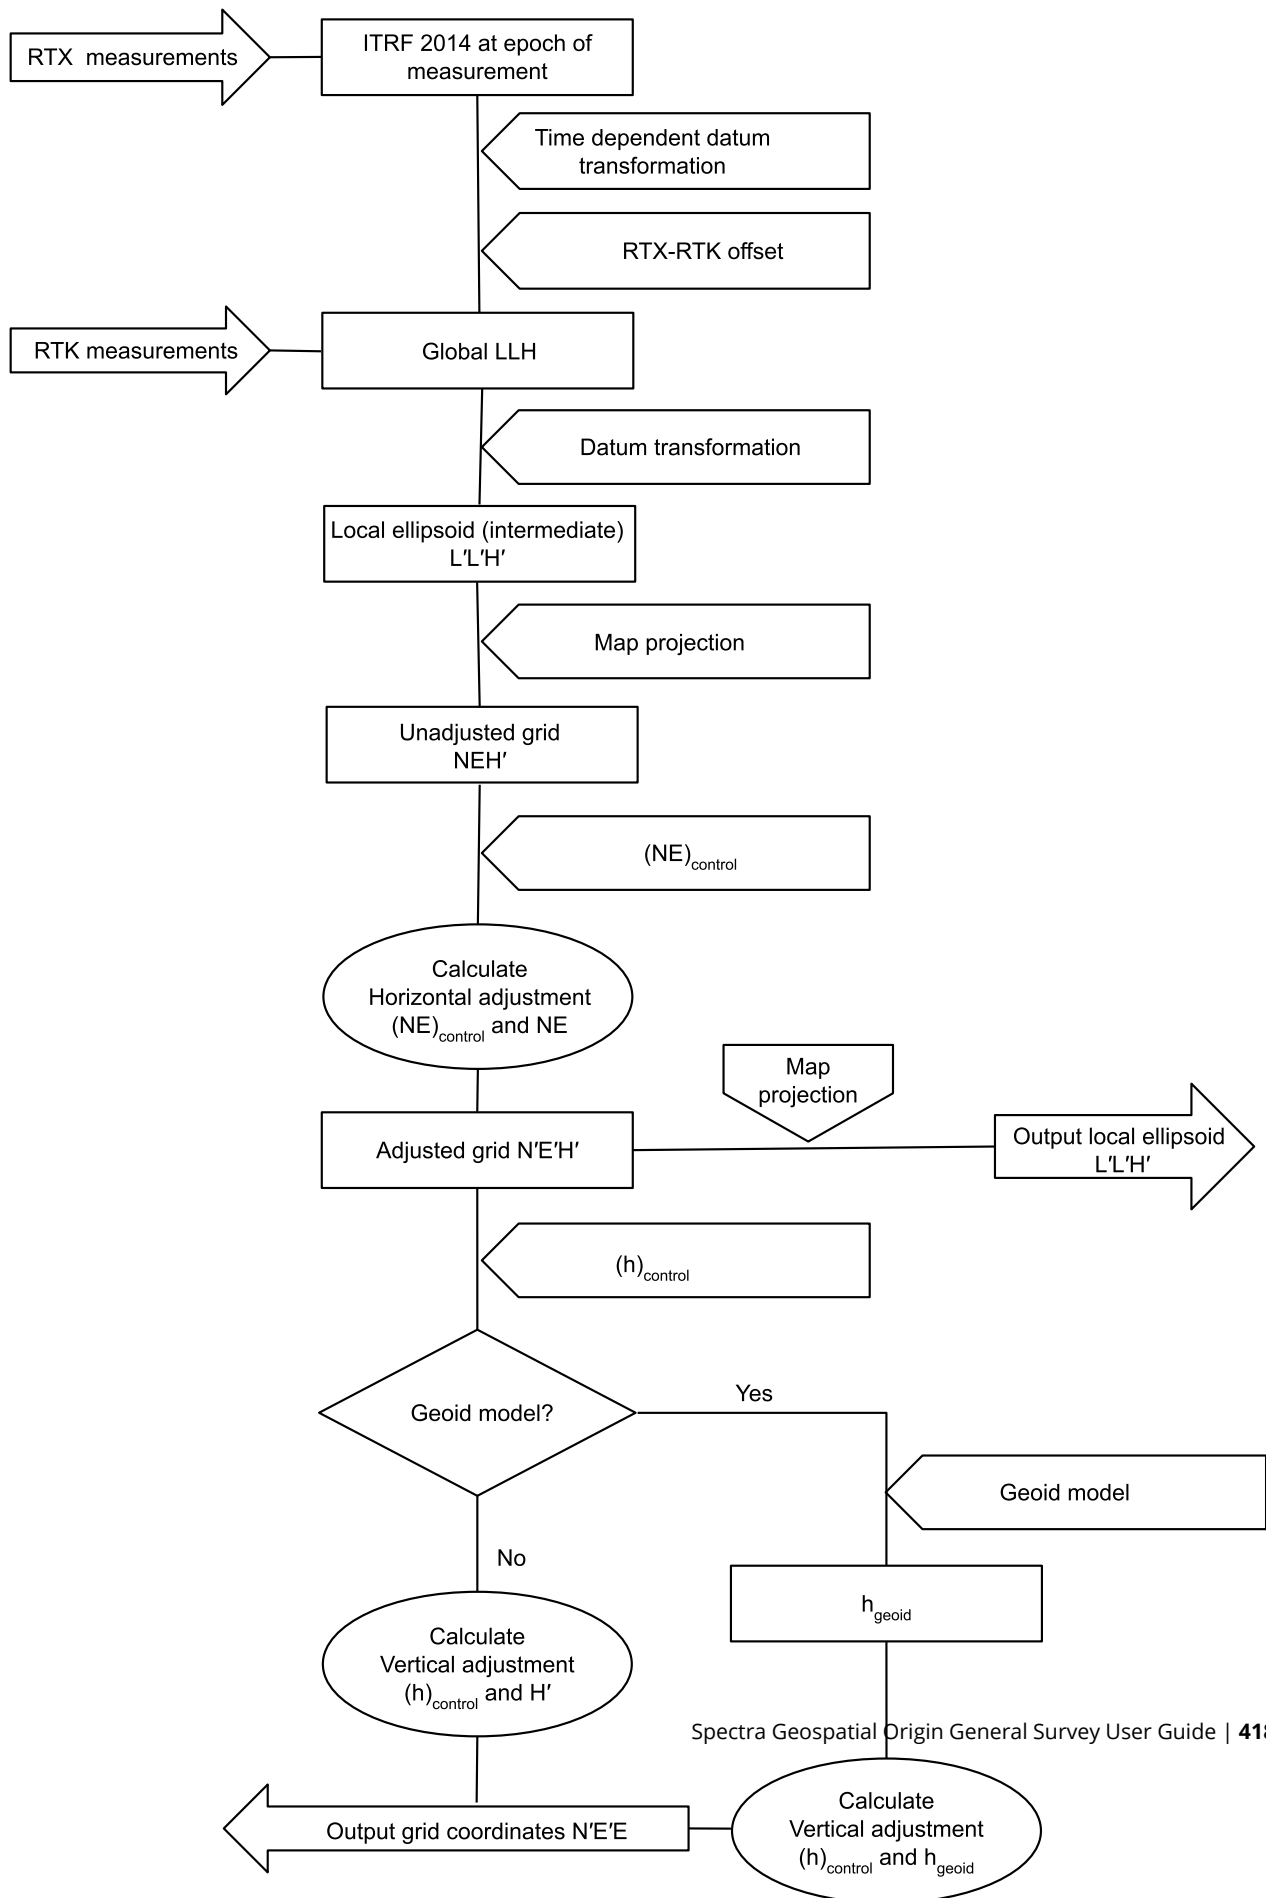 RTX measurements
ITRF 2014 at epoch of
measurement
Time dependent datum
transformation
RTX-RTK offset
RTK measurements
Global LLH
Datum transformation
Local ellipsoid (intermediate)
L′L′H′
Map projection
Unadjusted grid
NEH′
(NE)control
Calculate
Horizontal adjustment
(NE)control and NE
Map
projection
Adjusted grid N′E′H′
Output local ellipsoid
L′L′H′
(h)control
Geoid model?
Yes
Geoid model
No
hgeoid
Calculate
Vertical adjustment
(h)control and H′
Spectra Geospatial Origin General Survey User Guide | 418
Calculate
Vertical adjustment
(h)control and hgeoid
Output grid coordinates N′E′E